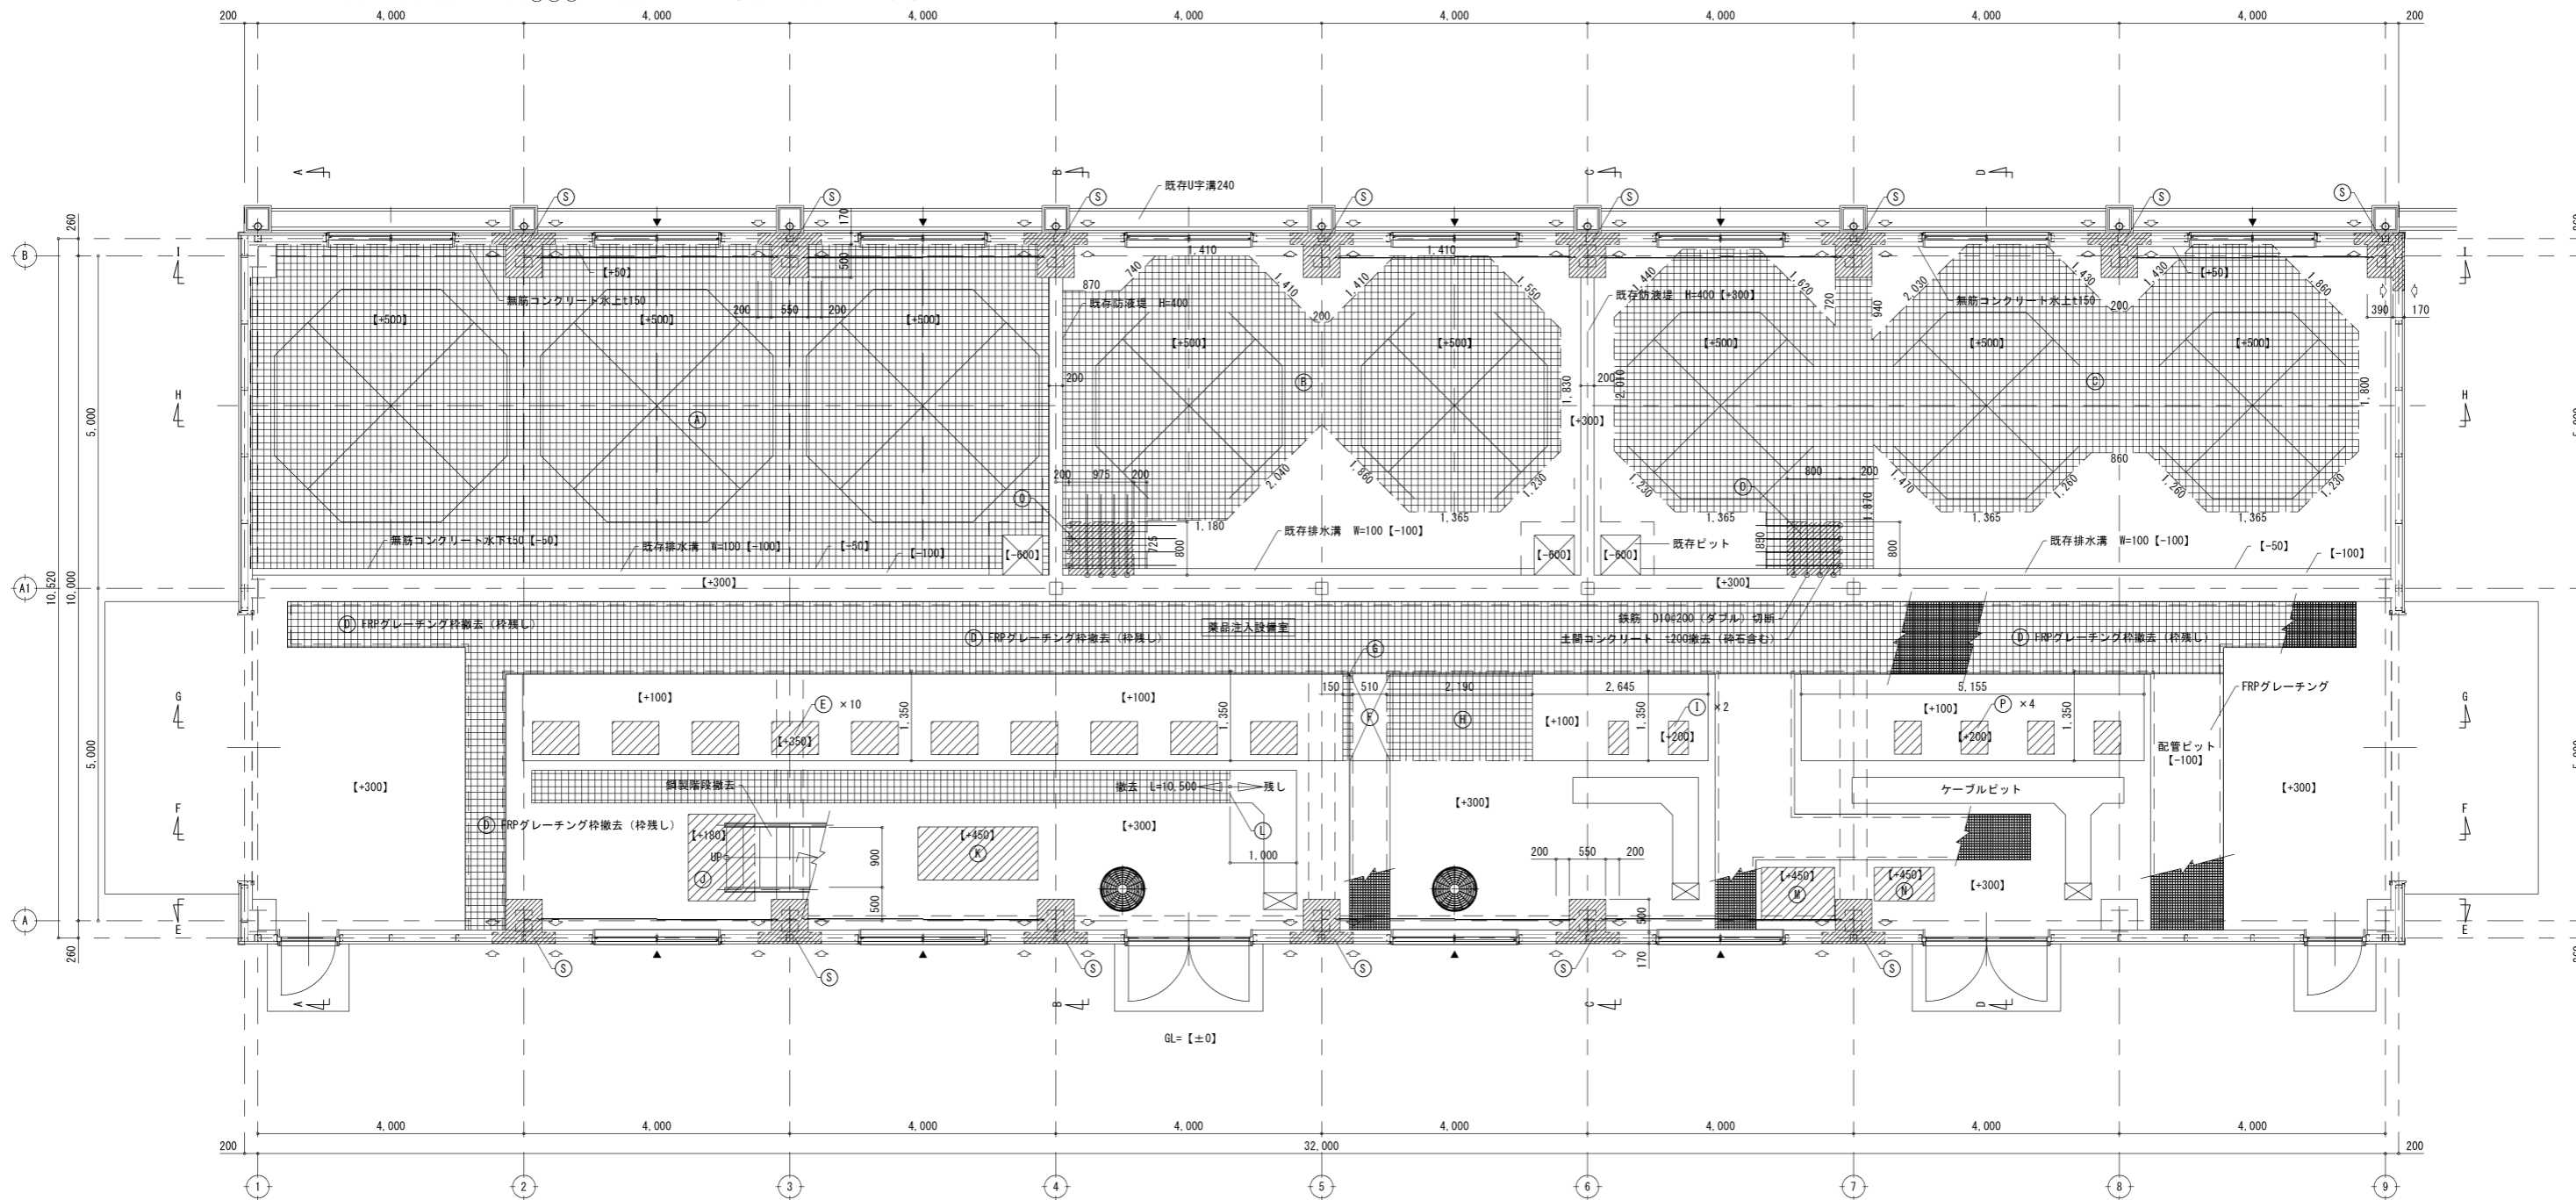 200
4,000
4,000
4,000
4,000
4,000
4,000
4,000
4,000
200
A
B
C
D
既存U字溝240
S
S
S
S
S
S
S
S
260
170
B
I
I
【+50】
【+50】
500
無筋コンクリート水上t150
無筋コンクリート水上t150
870
740
1,410
1,410
1,410
1,410
1,550
既存防液堤 H=400
既存防液堤 H=400【+300】
1,440
1,620
720
940
2,030
1,430
1,430
1,860
200
550
200
200
200
390
170
【+500】
【+500】
【+500】
【+500】
【+500】
【+500】
【+500】
【+500】
200
200
1,830
2,010
1,800
H
H
5,000
A
B
C
【+300】
200
975
200
2,040
1,860
1,230
1,230
800
200
1,470
1,260
860
1,260
1,230
O
O
1,180
1,365
1,365
1,365
1,365
1,870
725
800
850
800
無筋コンクリート水下t50【-50】
既存排水溝 W=100【-100】
【-50】
【-100】
【-600】
既存排水溝 W=100【-100】
【-600】
【-600】
既存ピット
既存排水溝 W=100【-100】
【-50】
【-100】
A1
10,520
10,000
【+300】
【+300】
D FRPグレーチング枠撤去（枠残し）
D FRPグレーチング枠撤去（枠残し）
薬品注入設備室
鉄筋 D10@200（ダブル）切断
土間コンクリート t200撤去（砕石含む）
D FRPグレーチング枠撤去（枠残し）
G
G
G
【+100】
【+100】
150
510
2,190
2,645
5,155
FRPグレーチング
E ×10
1,350
1,350
F
H
【+100】
1,350
I ×2
【+200】
【+100】
P ×4
【+200】
1,350
【+350】
配管ピット
【-100】
5,000
【+300】
鋼製階段撤去
撤去 L=10,500
残し
【+300】
ケーブルピット
【+300】
F
F
D FRPグレーチング枠撤去（枠残し）
【+180】
【+450】
【+300】
L
UP
J
K
900
500
1,000
200
550
200
【+450】
【+450】
M
N
【+300】
500
A
E
E
260
170
S
S
S
S
S
S
A
B
C
D
GL=【±0】
4,000
4,000
4,000
4,000
4,000
4,000
4,000
4,000
200
32,000
200
1
2
3
4
5
6
7
8
9